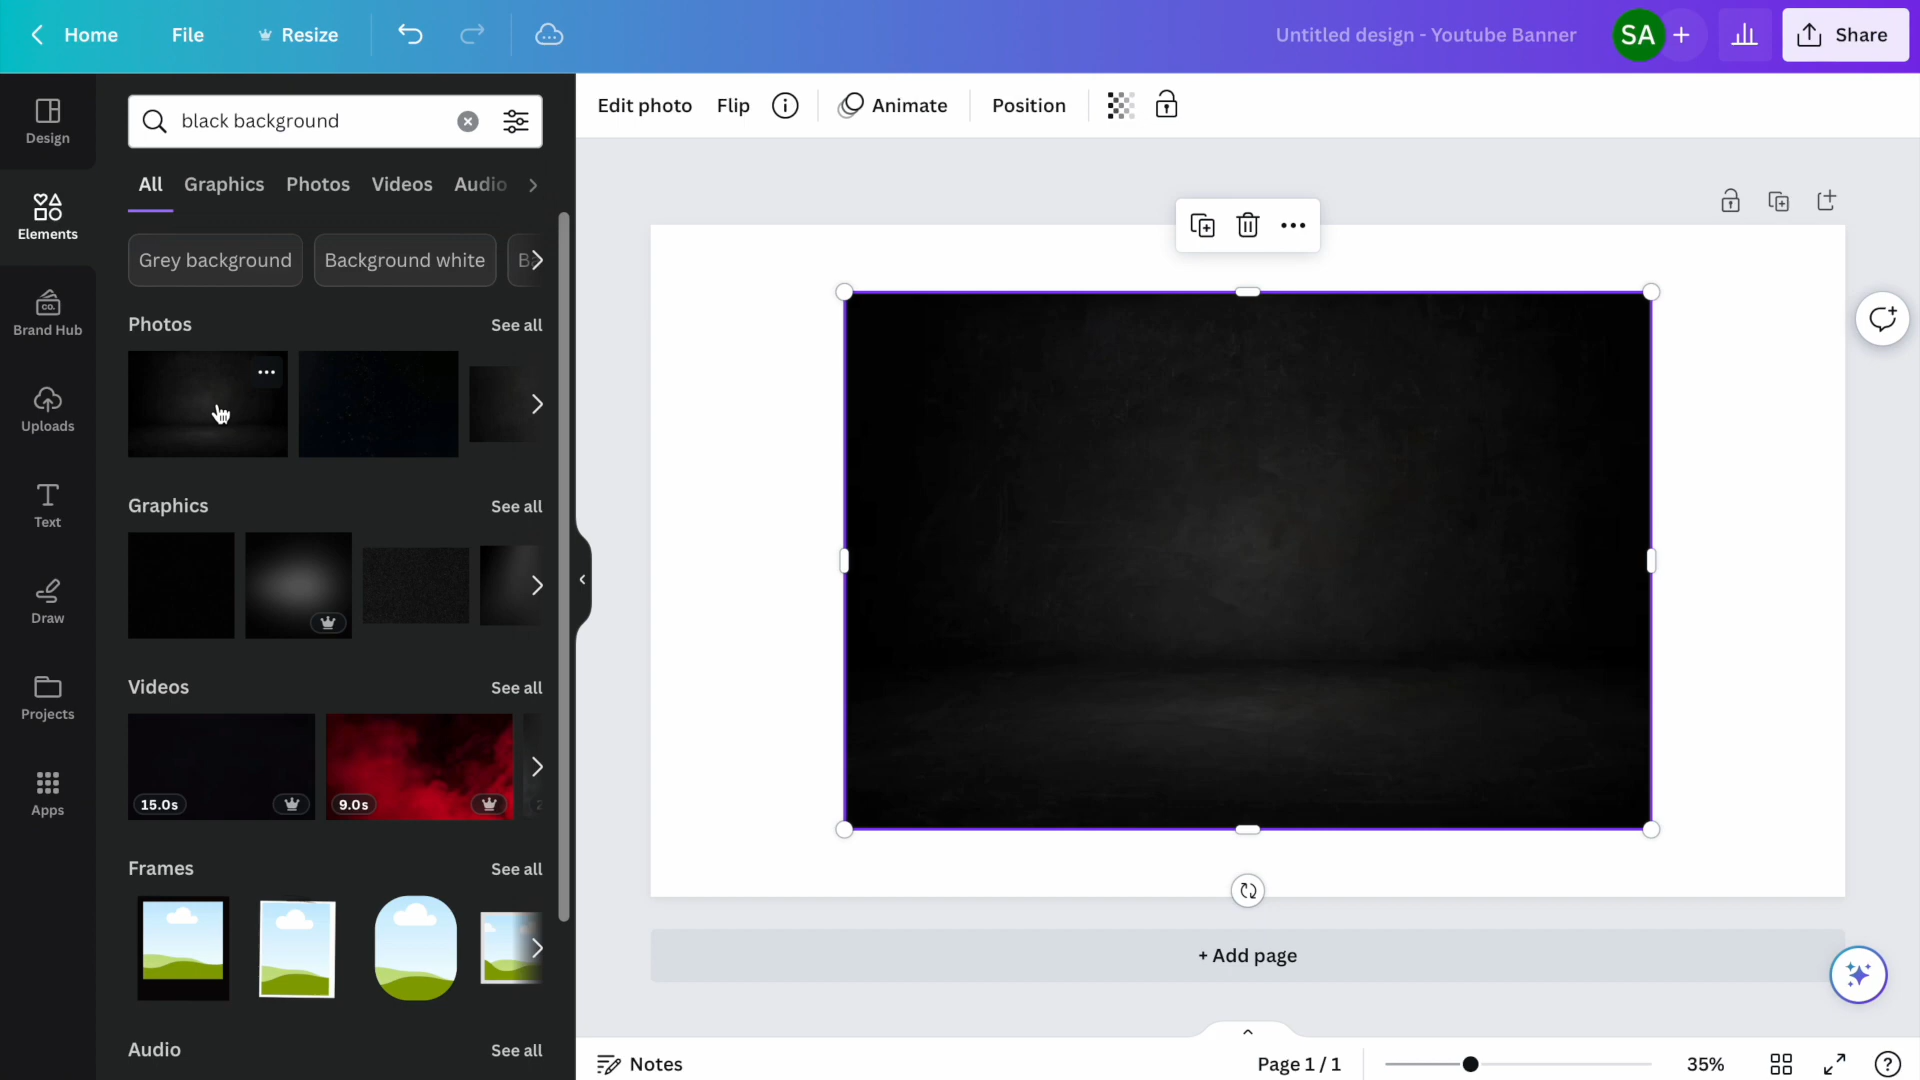 Home File Resize Untitled design - Youtube Banner SA + Share
Design
Elements
Brand Hub
CO.
Uploads
Text
Draw
Projects
Apps
black background
All Graphics Photos Videos Audio
Grey background Background white
Photos See all
Graphics See all
Videos See all
15.0s 9.0s
Frames See all
Audio See all
Edit photo Flip Animate Position
+ Add page
Notes Page 1 / 1 35%